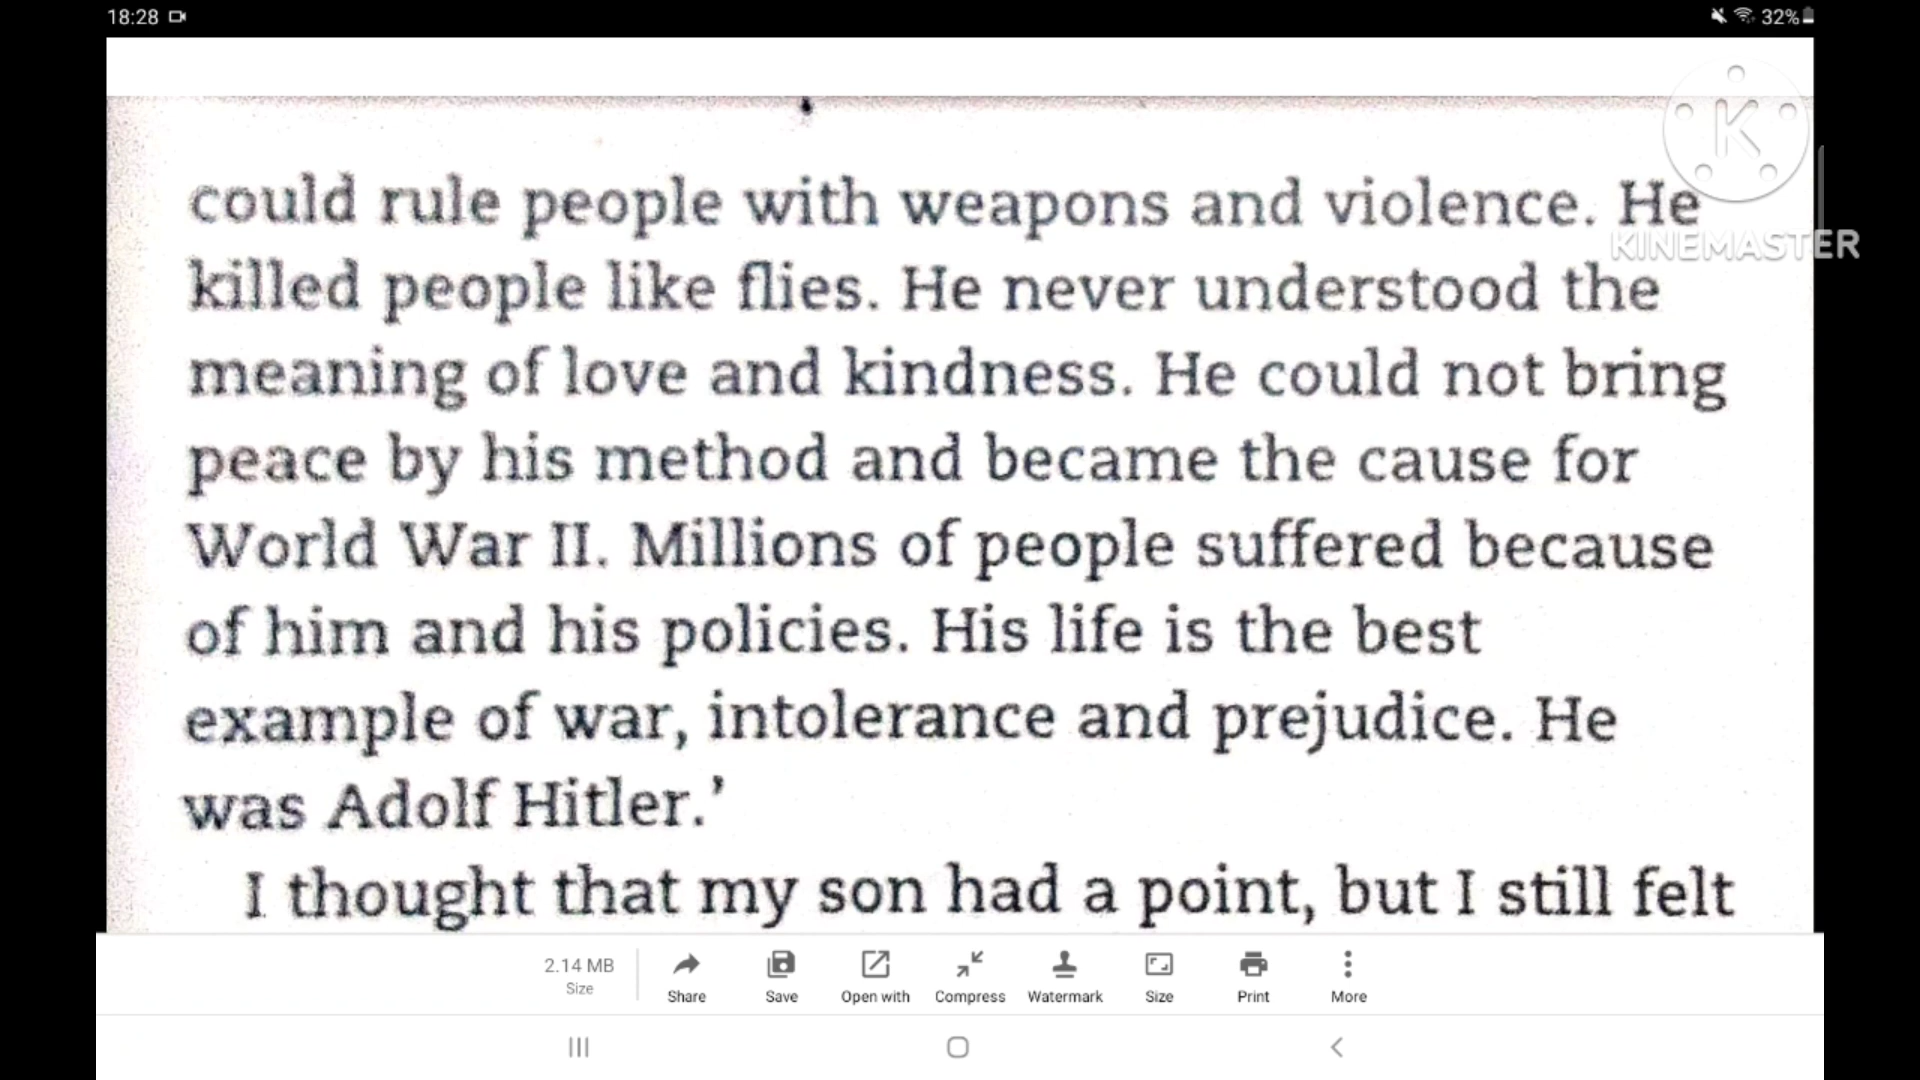 18:28
32%
K
KINEMASTER
could rule people with weapons and violence. He
killed people like flies. He never understood the
meaning of love and kindness. He could not bring
peace by his method and became the cause for
World War II. Millions of people suffered because
of him and his policies. His life is the best
example of war, intolerance and prejudice. He
was Adolf Hitler.’
I thought that my son had a point, but I still felt
2.14 MB
Size
Share
Save
Open with
Compress
Watermark
Size
Print
More